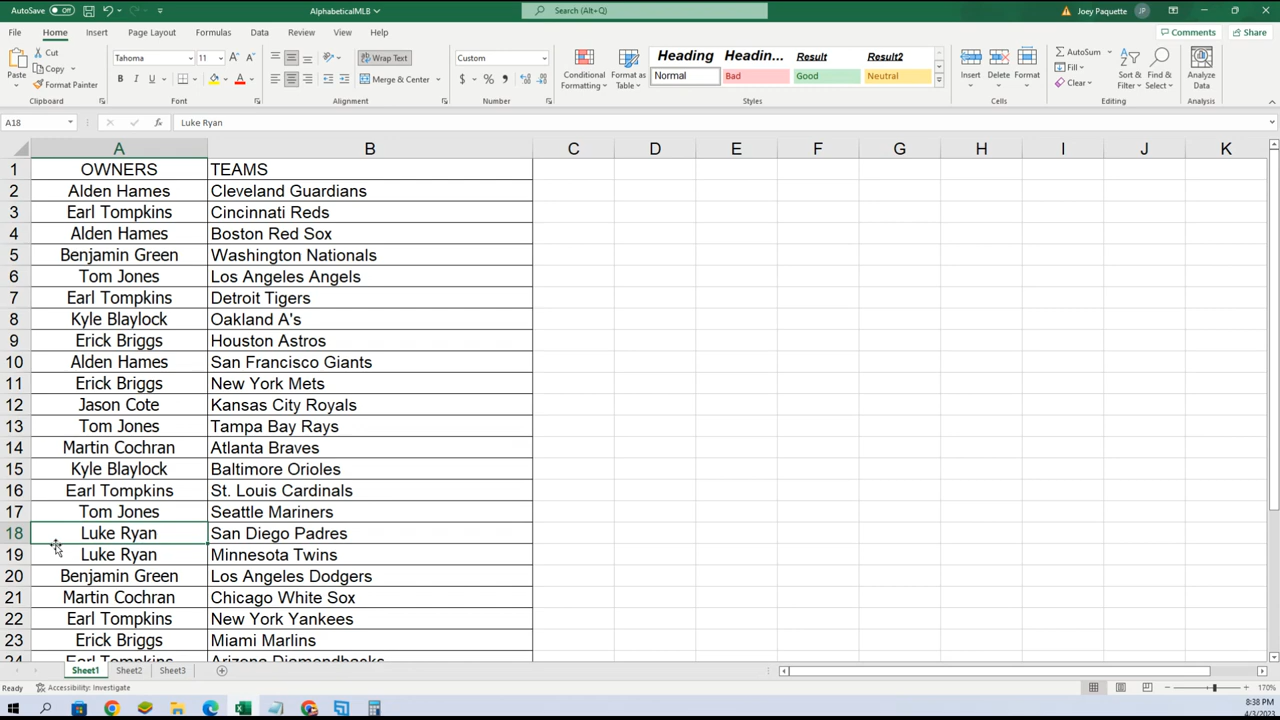 AutoSave Off AlphabeticalMLB Search (Alt+Q) Joey Paquette JP
File Home Insert Page Layout Formulas Data Review View Help Comments Share
Paste Cut Copy Format Painter Clipboard
Tahoma 11 B I U Font
Wrap Text Merge & Center Alignment
Custom $ % Number
Conditional Formatting Format as Table
Heading Headin... Result Result2
Normal Bad Good Neutral
Styles
Insert Delete Format Cells
AutoSum Fill Clear Sort & Filter Find & Select Editing
Analyze Data Analysis
A18 fx Luke Ryan
A B C D E F G H I J K
1 OWNERS TEAMS
2 Alden Hames Cleveland Guardians
3 Earl Tompkins Cincinnati Reds
4 Alden Hames Boston Red Sox
5 Benjamin Green Washington Nationals
6 Tom Jones Los Angeles Angels
7 Earl Tompkins Detroit Tigers
8 Kyle Blaylock Oakland A's
9 Erick Briggs Houston Astros
10 Alden Hames San Francisco Giants
11 Erick Briggs New York Mets
12 Jason Cote Kansas City Royals
13 Tom Jones Tampa Bay Rays
14 Martin Cochran Atlanta Braves
15 Kyle Blaylock Baltimore Orioles
16 Earl Tompkins St. Louis Cardinals
17 Tom Jones Seattle Mariners
18 Luke Ryan San Diego Padres
19 Luke Ryan Minnesota Twins
20 Benjamin Green Los Angeles Dodgers
21 Martin Cochran Chicago White Sox
22 Earl Tompkins New York Yankees
23 Erick Briggs Miami Marlins
24 Earl Tompkins Arizona Diamondbacks
Sheet1 Sheet2 Sheet3
Ready Accessibility: Investigate 170%
8:38 PM
4/3/2023